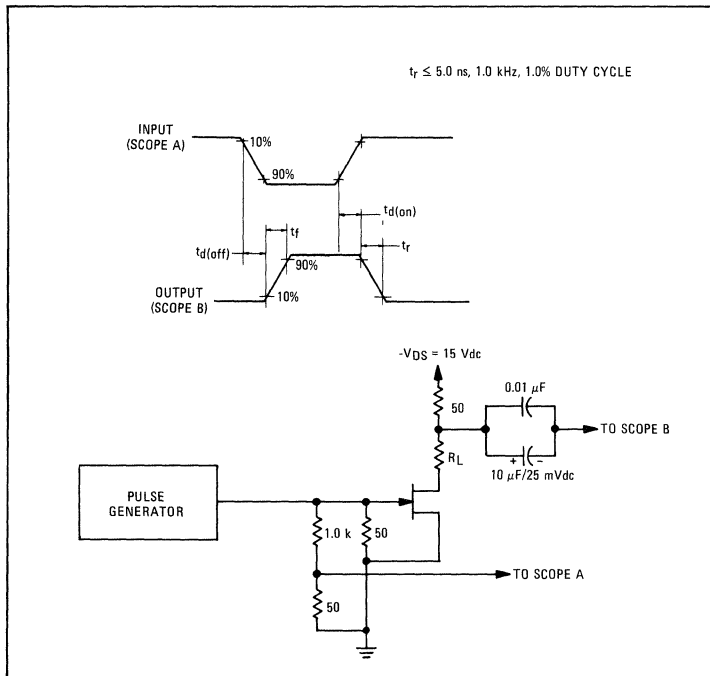 tr ≤ 5.0 ns, 1.0 kHz, 1.0% DUTY CYCLE
INPUT
(SCOPE A)
10%
90%
td(on)
tf
tr
td(off)
90%
OUTPUT
(SCOPE B)
10%
-VDS = 15 Vdc
50
0.01 μF
TO SCOPE B
RL
+ −
10 μF/25 mVdc
PULSE
GENERATOR
1.0 k
50
TO SCOPE A
50